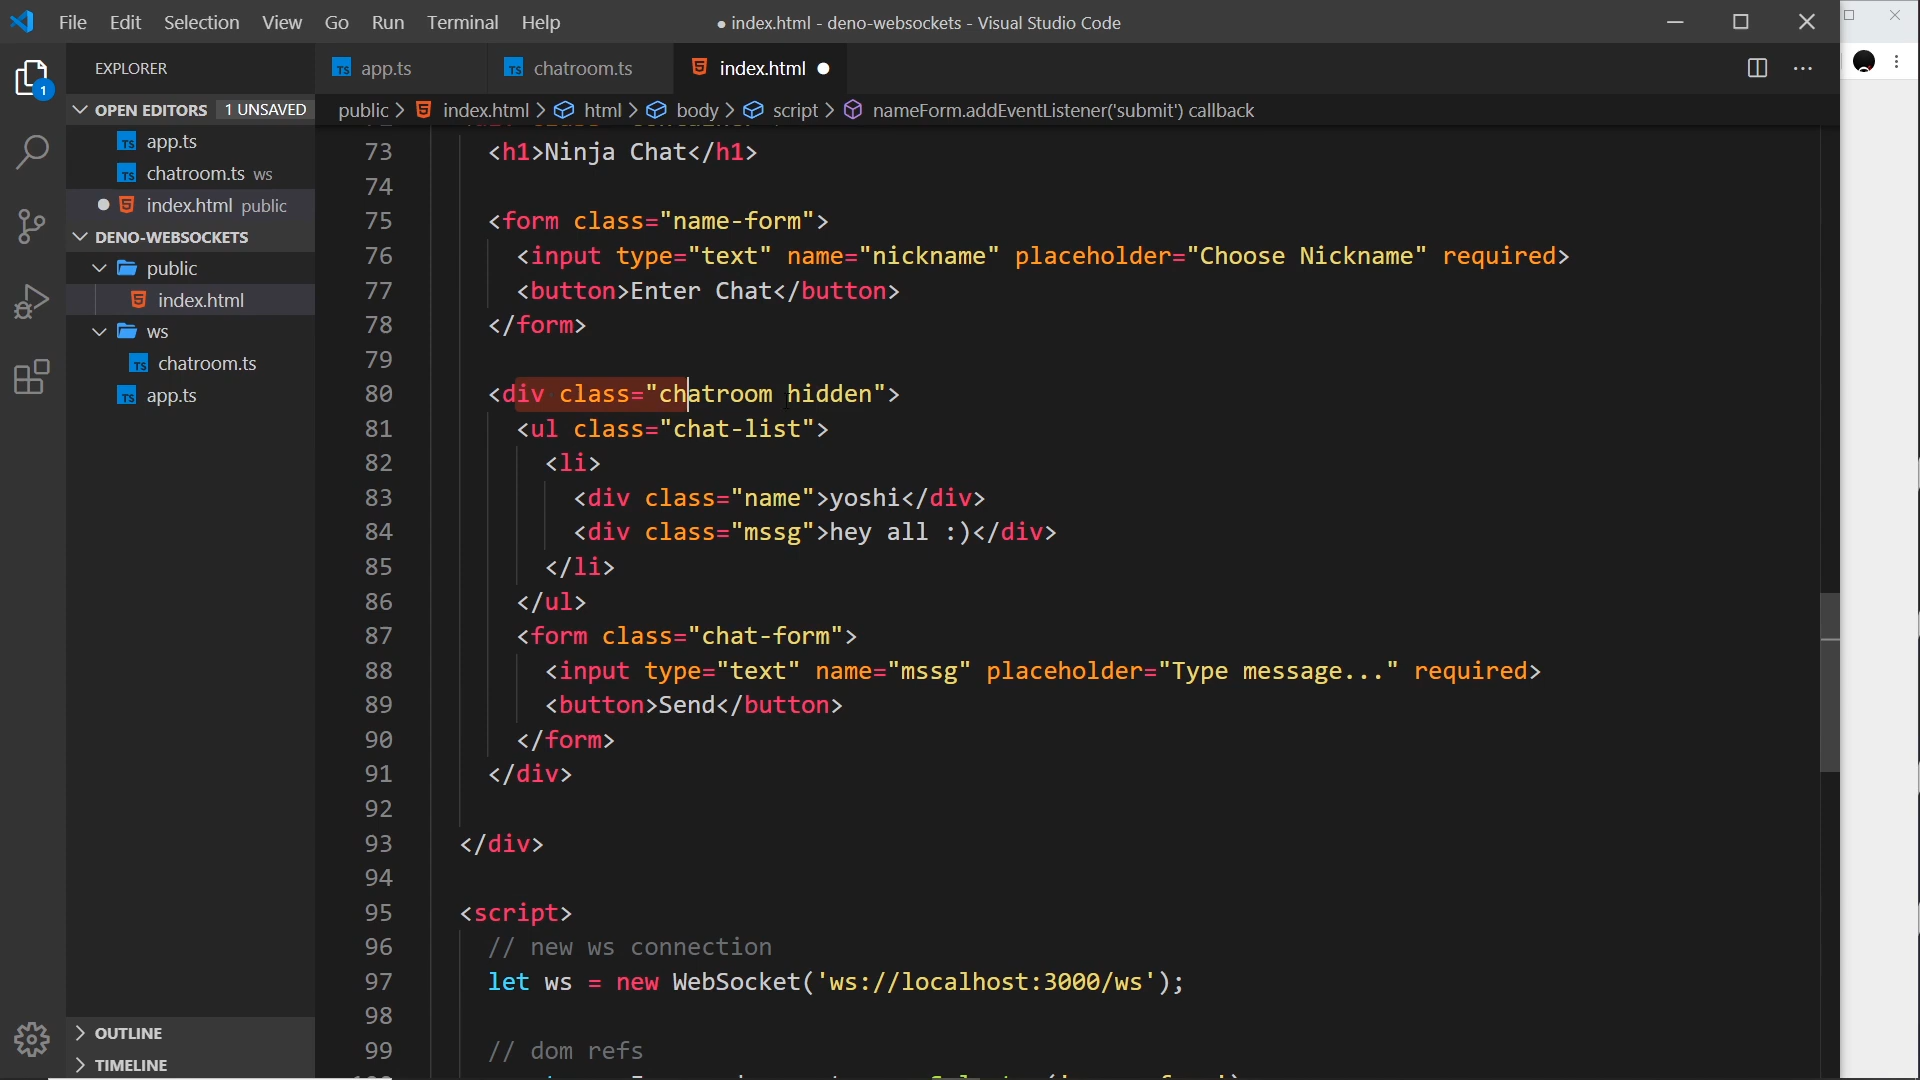 File Edit Selection View Go Run Terminal Help
● index.html - deno-websockets - Visual Studio Code
EXPLORER
OPEN EDITORS 1 UNSAVED
TS app.ts
TS chatroom.ts ws
index.html public
DENO-WEBSOCKETS
public
index.html
ws
TS chatroom.ts
TS app.ts
OUTLINE
TIMELINE
1
TS app.ts
TS chatroom.ts
index.html
public > index.html > html > body > script > nameForm.addEventListener('submit') callback
73 <h1>Ninja Chat</h1>
74
75 <form class="name-form">
76 <input type="text" name="nickname" placeholder="Choose Nickname" required>
77 <button>Enter Chat</button>
78 </form>
79
80 <div class="chatroom hidden">
81 <ul class="chat-list">
82 <li>
83 <div class="name">yoshi</div>
84 <div class="mssg">hey all :)</div>
85 </li>
86 </ul>
87 <form class="chat-form">
88 <input type="text" name="mssg" placeholder="Type message..." required>
89 <button>Send</button>
90 </form>
91 </div>
92
93 </div>
94
95 <script>
96 // new ws connection
97 let ws = new WebSocket('ws://localhost:3000/ws');
98
99 // dom refs